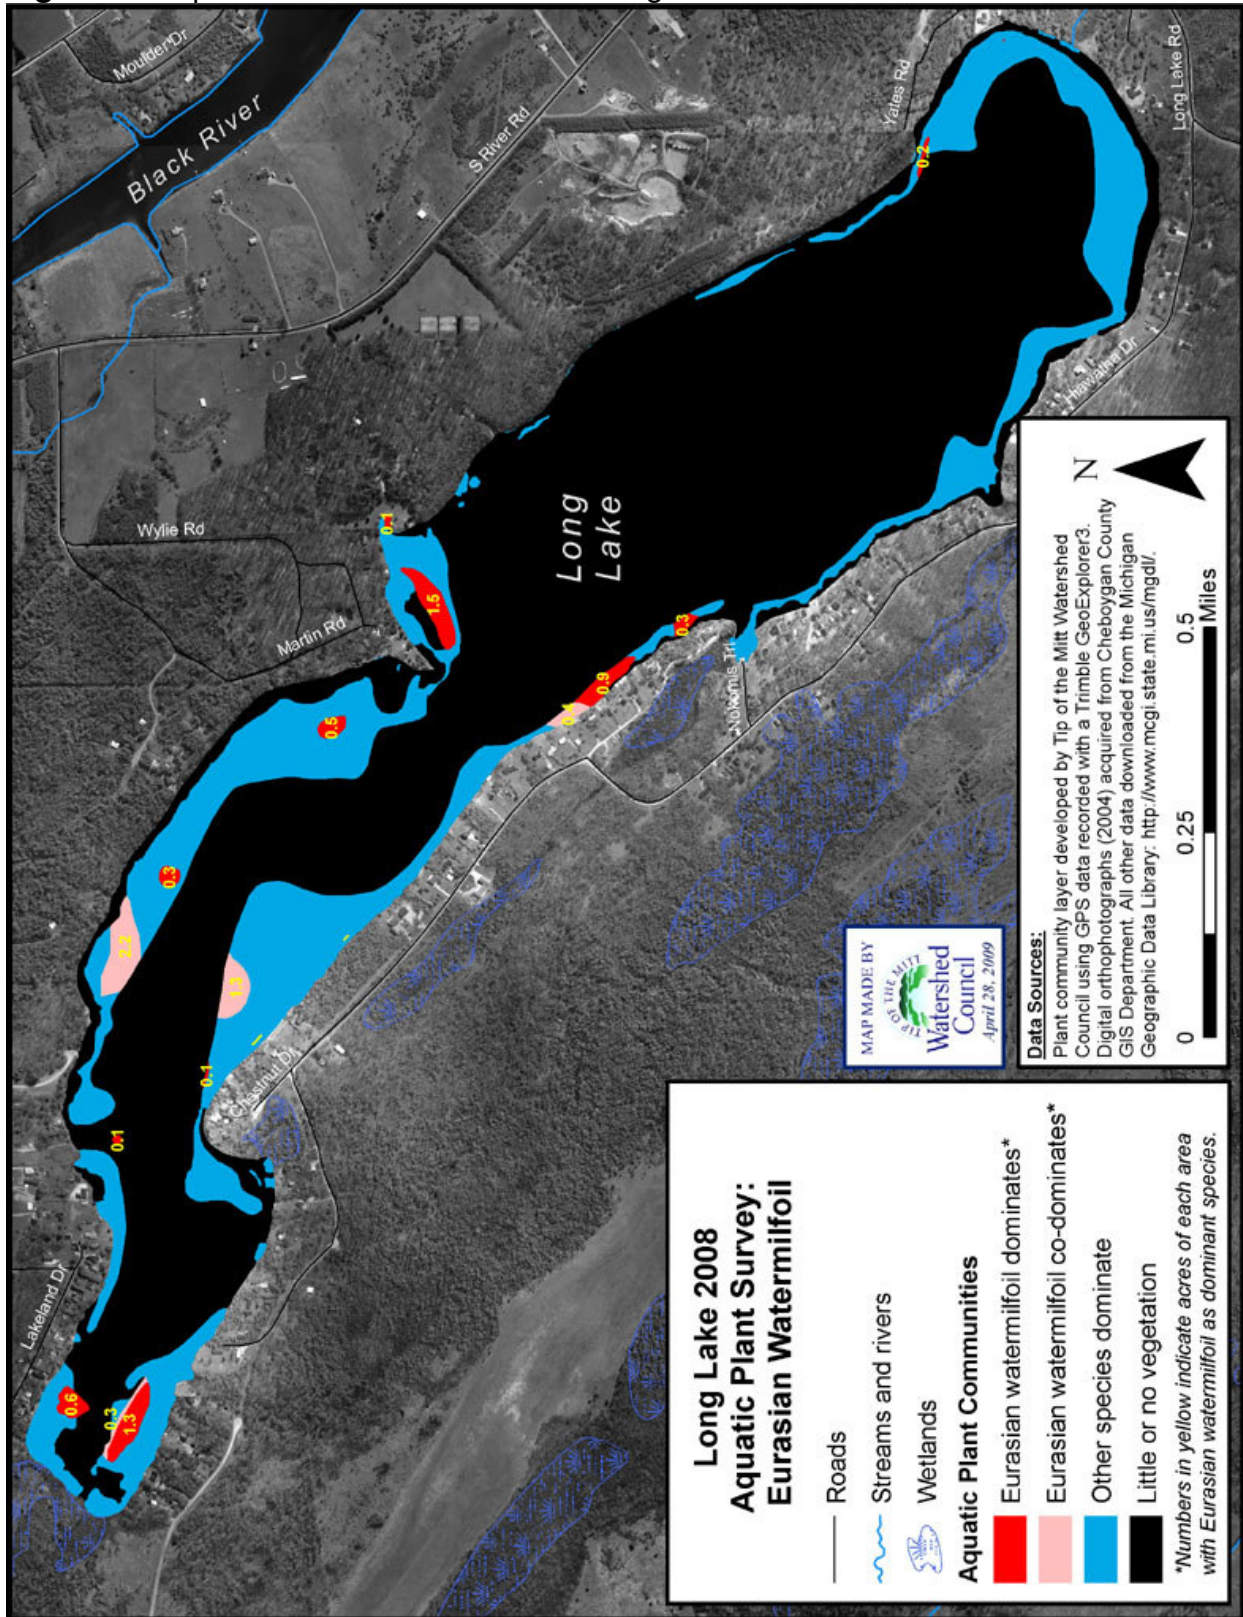 Moulder Dr
Black River
S River Rd
Yates Rd
Long Lake Rd
Hiawatha Dr
Wylie Rd
Martin Rd
Long
Lake
Nokomis Trl
Chestnut Dr
Lakeland Dr
0.2
0.1
1.5
0.3
0.9
0.4
0.5
0.3
2.2
1.3
0.1
0.1
0.6
0.3
1.3
Long Lake 2008
Aquatic Plant Survey:
Eurasian Watermilfoil
Roads
Streams and rivers
Wetlands
Aquatic Plant Communities
Eurasian watermilfoil dominates*
Eurasian watermilfoil co-dominates*
Other species dominate
Little or no vegetation
*Numbers in yellow indicate acres of each area
with Eurasian watermilfoil as dominant species.
MAP MADE BY
TIP OF THE MITT
Watershed
Council
April 28, 2009
Data Sources:
Plant community layer developed by Tip of the Mitt Watershed
Council using GPS data recorded with a Trimble GeoExplorer3.
Digital orthophotographs (2004) acquired from Cheboygan County
GIS Department. All other data downloaded from the Michigan
Geographic Data Library: http://www.mcgi.state.mi.us/mgdl/.
N
0 0.25 0.5
Miles